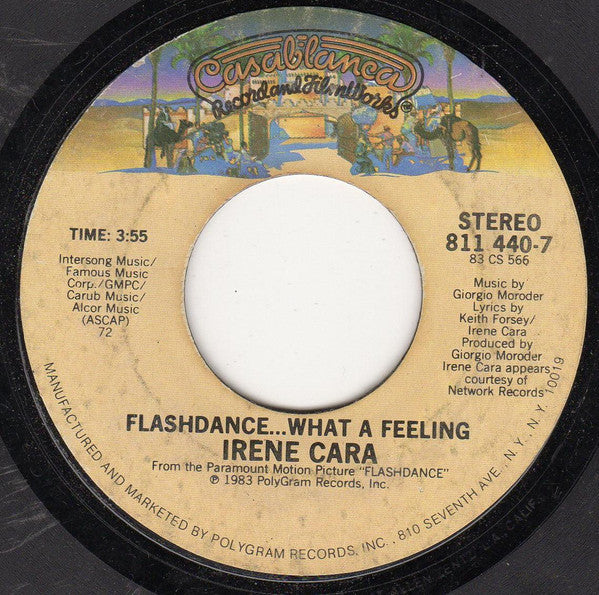 Casablanca
Record and FilmWorks®
TIME: 3:55
Intersong Music/
Famous Music
Corp./GMPC/
Carub Music/
Alcor Music
(ASCAP)
72
STEREO
811 440-7
83 CS 566
Music by
Giorgio Moroder
Lyrics by
Keith Forsey/
Irene Cara
Produced by
Giorgio Moroder
Irene Cara appears
courtesy of
Network Records
FLASHDANCE...WHAT A FEELING
IRENE CARA
From the Paramount Motion Picture "FLASHDANCE"
℗ 1983 PolyGram Records, Inc.
MANUFACTURED AND MARKETED BY POLYGRAM RECORDS, INC., 810 SEVENTH AVE., N.Y., N.Y. 10019